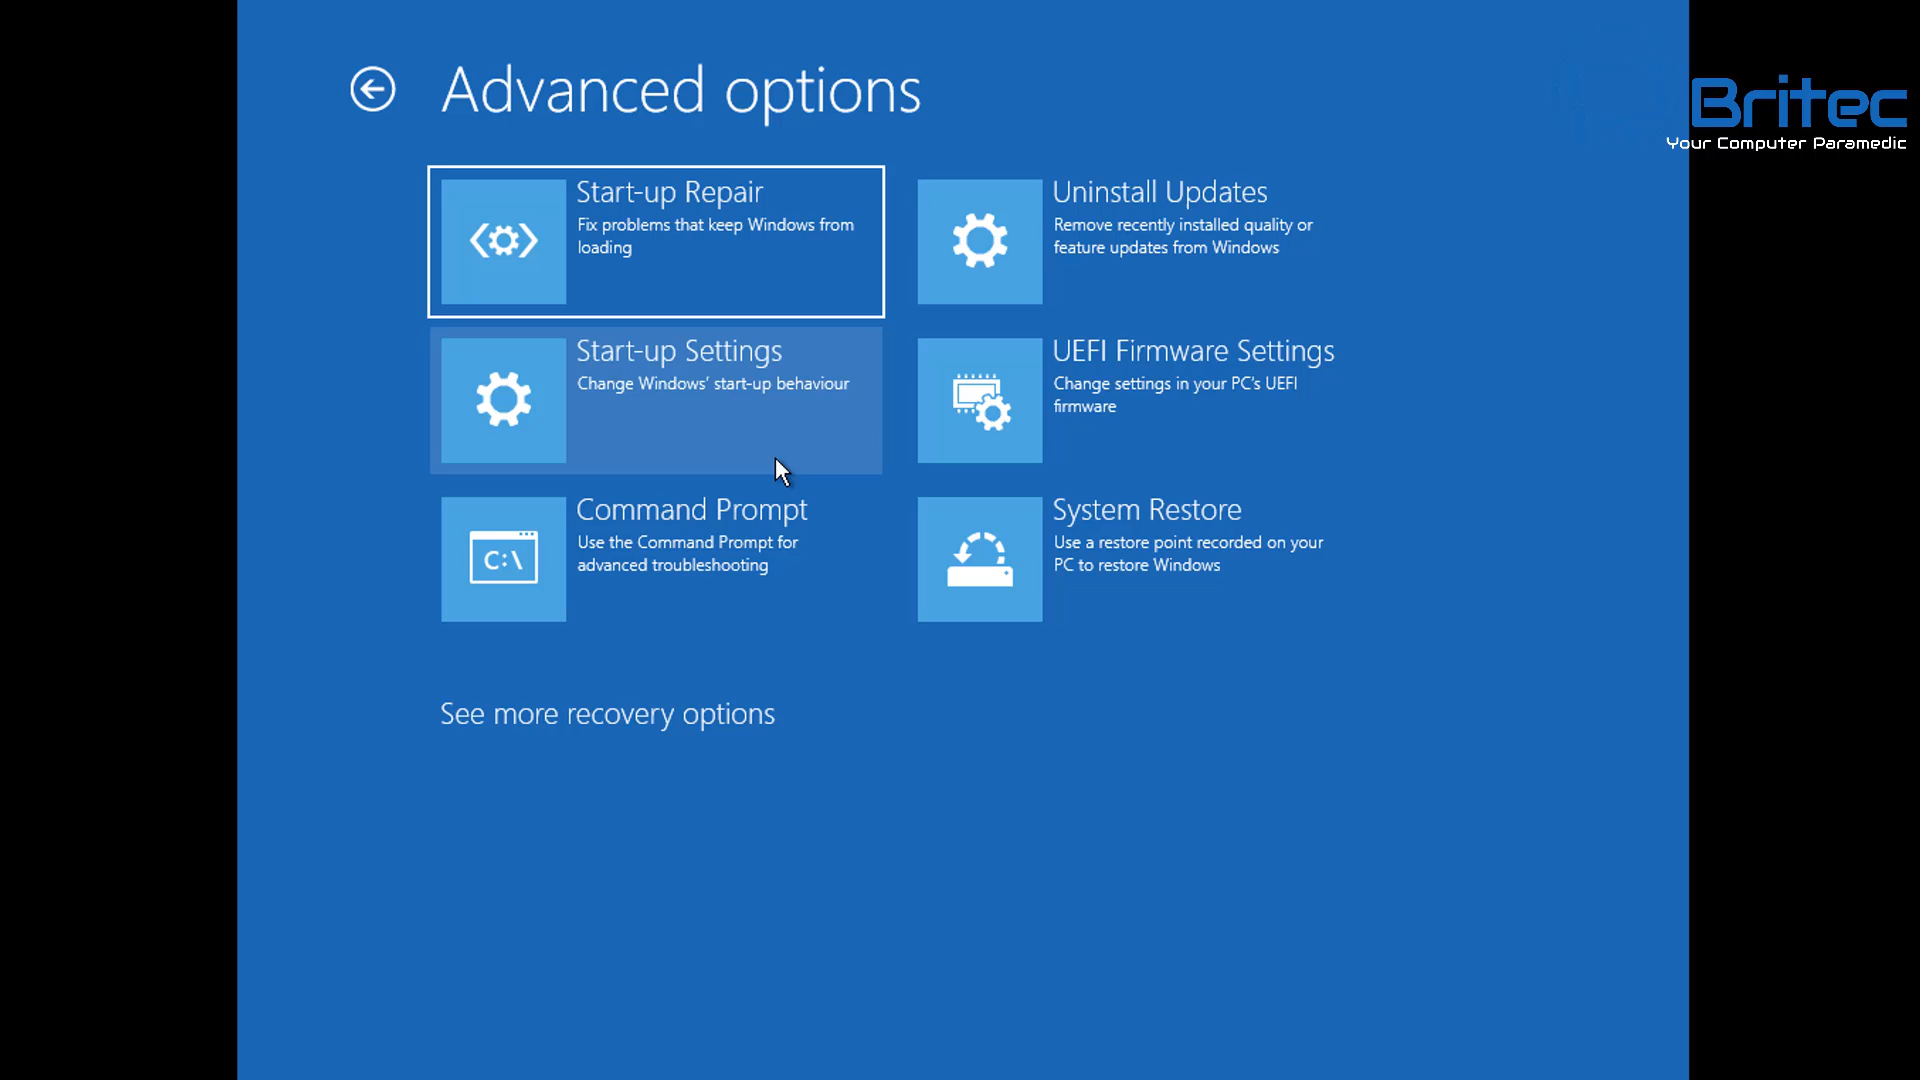 Advanced options
Britec
Your Computer Paramedic
Start-up Repair
Fix problems that keep Windows from
loading
Uninstall Updates
Remove recently installed quality or
feature updates from Windows
Start-up Settings
Change Windows' start-up behaviour
UEFI Firmware Settings
Change settings in your PC's UEFI
firmware
Command Prompt
Use the Command Prompt for
advanced troubleshooting
C:\
System Restore
Use a restore point recorded on your
PC to restore Windows
See more recovery options